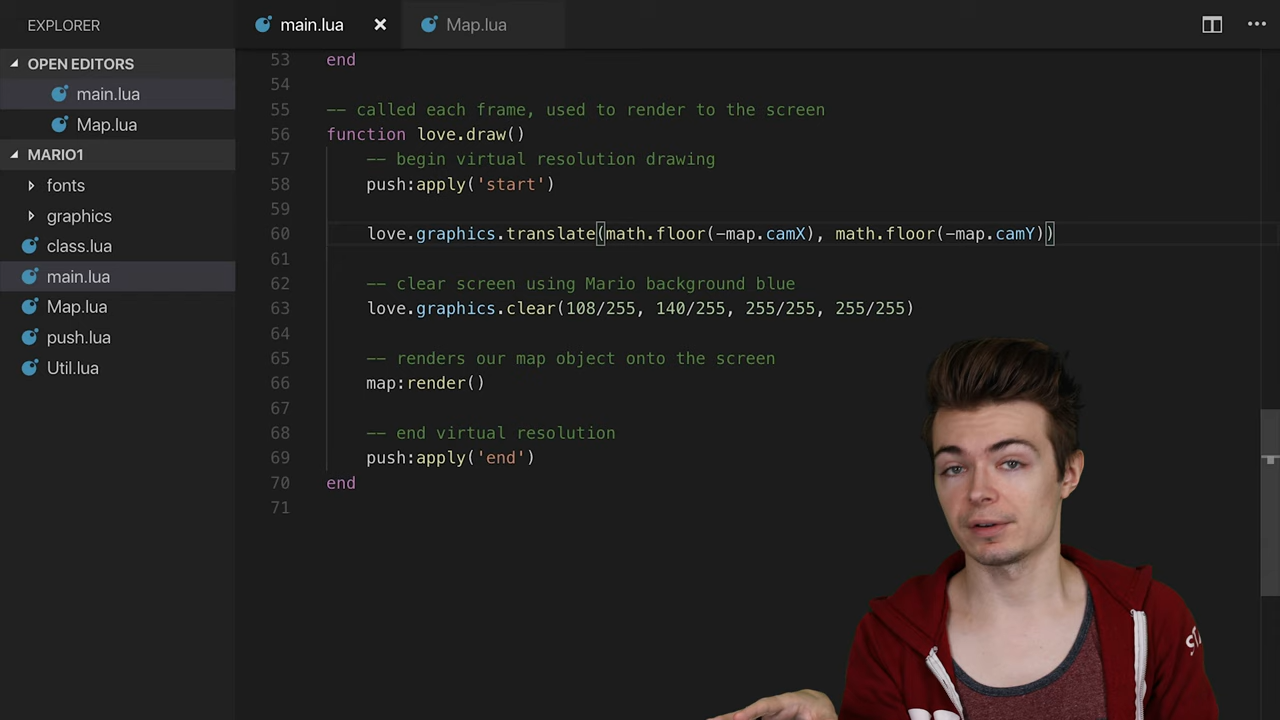 EXPLORER
main.lua
Map.lua
OPEN EDITORS
main.lua
Map.lua
MARIO1
fonts
graphics
class.lua
main.lua
Map.lua
push.lua
Util.lua
53 end
54
55 -- called each frame, used to render to the screen
56 function love.draw()
57 -- begin virtual resolution drawing
58 push:apply('start')
59
60 love.graphics.translate(math.floor(-map.camX), math.floor(-map.camY))
61
62 -- clear screen using Mario background blue
63 love.graphics.clear(108/255, 140/255, 255/255, 255/255)
64
65 -- renders our map object onto the screen
66 map:render()
67
68 -- end virtual resolution
69 push:apply('end')
70 end
71